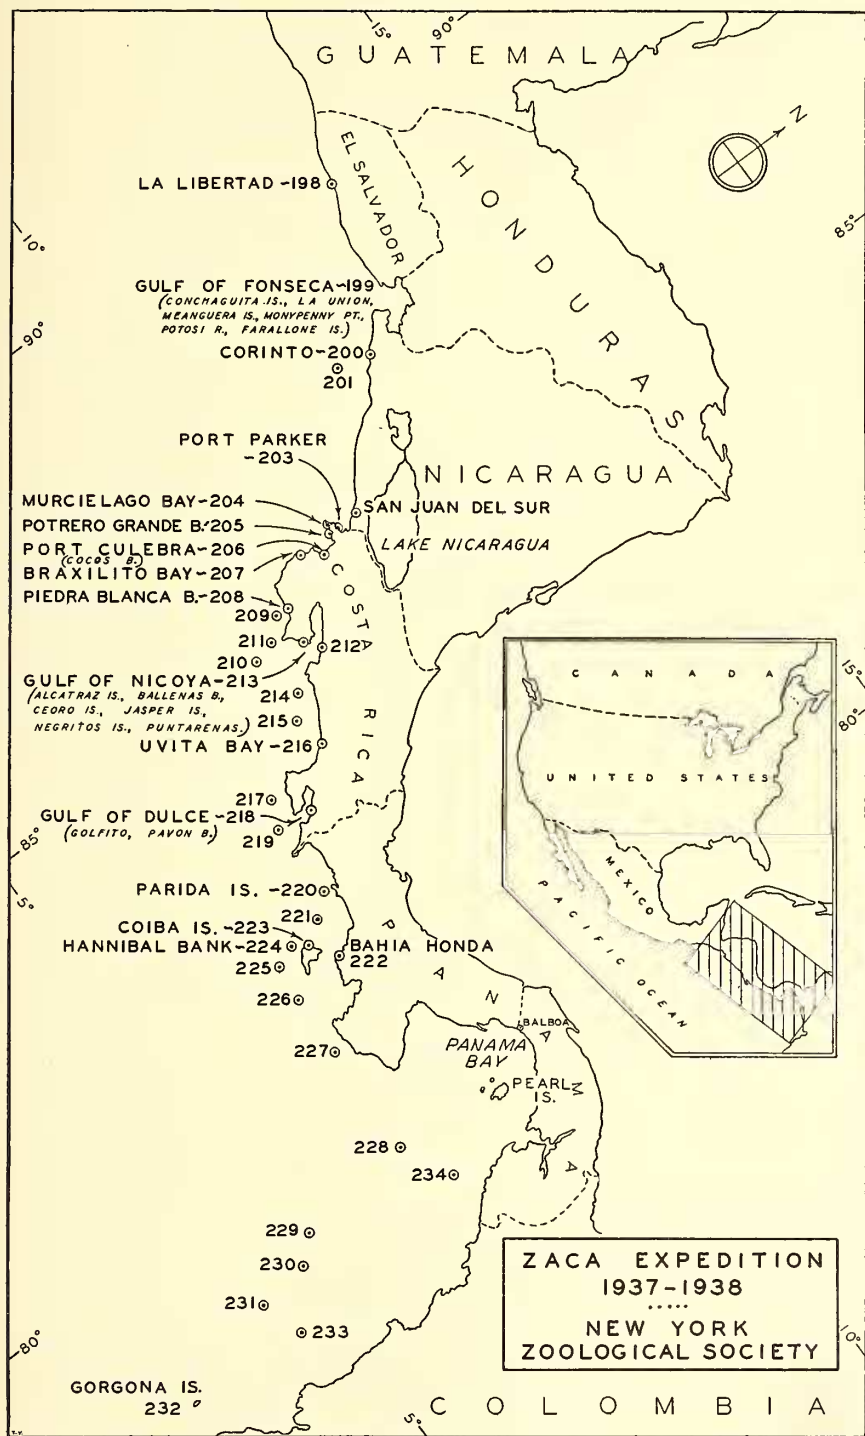 15°
90°
GUATEMALA
N
EL SALVADOR
HONDURAS
LA LIBERTAD-198
85°
10°
GULF OF FONSECA-199
(CONCHAGUITA IS., LA UNION,
MEANGUERA IS., MONYPENNY PT.,
POTOSI R., FARALLONE IS.)
90°
CORINTO-200
201
PORT PARKER
-203
NICARAGUA
MURCIELAGO BAY-204
SAN JUAN DEL SUR
POTRERO GRANDE B.-205
PORT CULEBRA-206
(COCOS B.)
LAKE NICARAGUA
BRAXILITO BAY-207
COSTA RICA
PIEDRA BLANCA B.-208
209
211
212
210
GULF OF NICOYA-213
(ALCATRAZ IS., BALLENAS B.,
CEDRO IS., JASPER IS.,
NEGRITOS IS., PUNTARENAS.)
214
215
UVITA BAY-216
15°
80°
CANADA
UNITED STATES
MEXICO
PACIFIC OCEAN
217
GULF OF DULCE-218
(GOLFITO, PAVON B.)
219
85°
5°
PARIDA IS.-220
221
PANAMA
COIBA IS.-223
HANNIBAL BANK-224
BAHIA HONDA
222
225
226
BALBOA
227
PANAMA
BAY
PEARL
IS.
228
234
229
230
231
233
ZACA EXPEDITION
1937-1938
.....
NEW YORK
ZOOLOGICAL SOCIETY
80°
10°
GORGONA IS.
232
COLOMBIA
5°